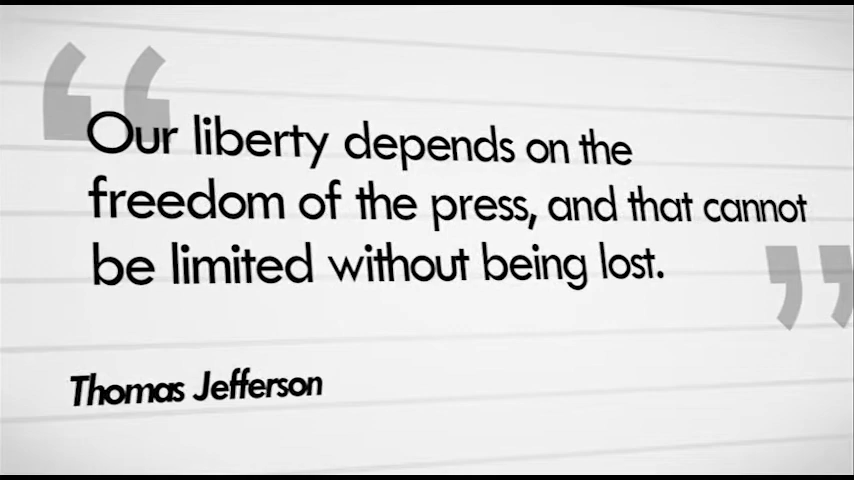 “Our liberty depends on the
freedom of the press, and that cannot
be limited without being lost.”
Thomas Jefferson